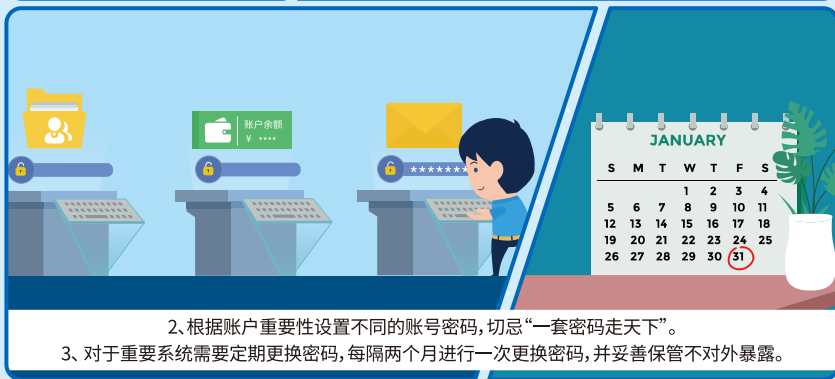 账户余额
¥ ****
*******
JANUARY
S M T W T F S
1 2 3 4
5 6 7 8 9 10 11
12 13 14 15 16 17 18
19 20 21 22 23 24 25
26 27 28 29 30 31
2、根据账户重要性设置不同的账号密码,切忌“一套密码走天下”。
3、对于重要系统需要定期更换密码,每隔两个月进行一次更换密码,并妥善保管不对外暴露。